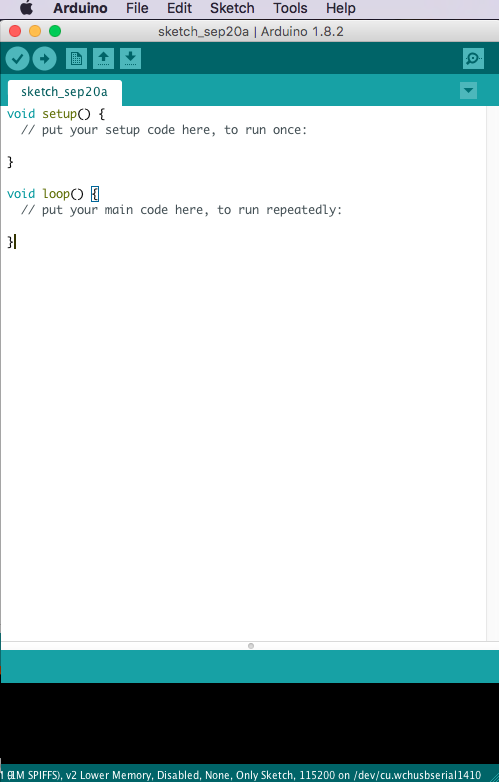 Arduino File Edit Sketch Tools Help
sketch_sep20a | Arduino 1.8.2
sketch_sep20a
void setup() {
  // put your setup code here, to run once:
}
void loop() {
  // put your main code here, to run repeatedly:
}
1M SPIFFS), v2 Lower Memory, Disabled, None, Only Sketch, 115200 on /dev/cu.wchusbserial1410